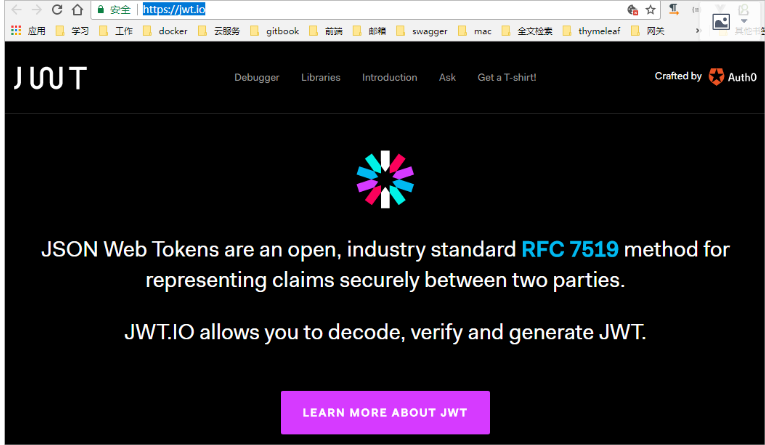 安全 https://jwt.io
应用 学习 工作 docker 云服务 gitbook 前端 邮稿 swagger mac 全文检索 thymeleaf 网关 »
JWT Debugger Libraries Introduction Ask Get a T-shirt! Crafted by Auth0
JSON Web Tokens are an open, industry standard RFC 7519 method for
representing claims securely between two parties.
JWT.IO allows you to decode, verify and generate JWT.
LEARN MORE ABOUT JWT